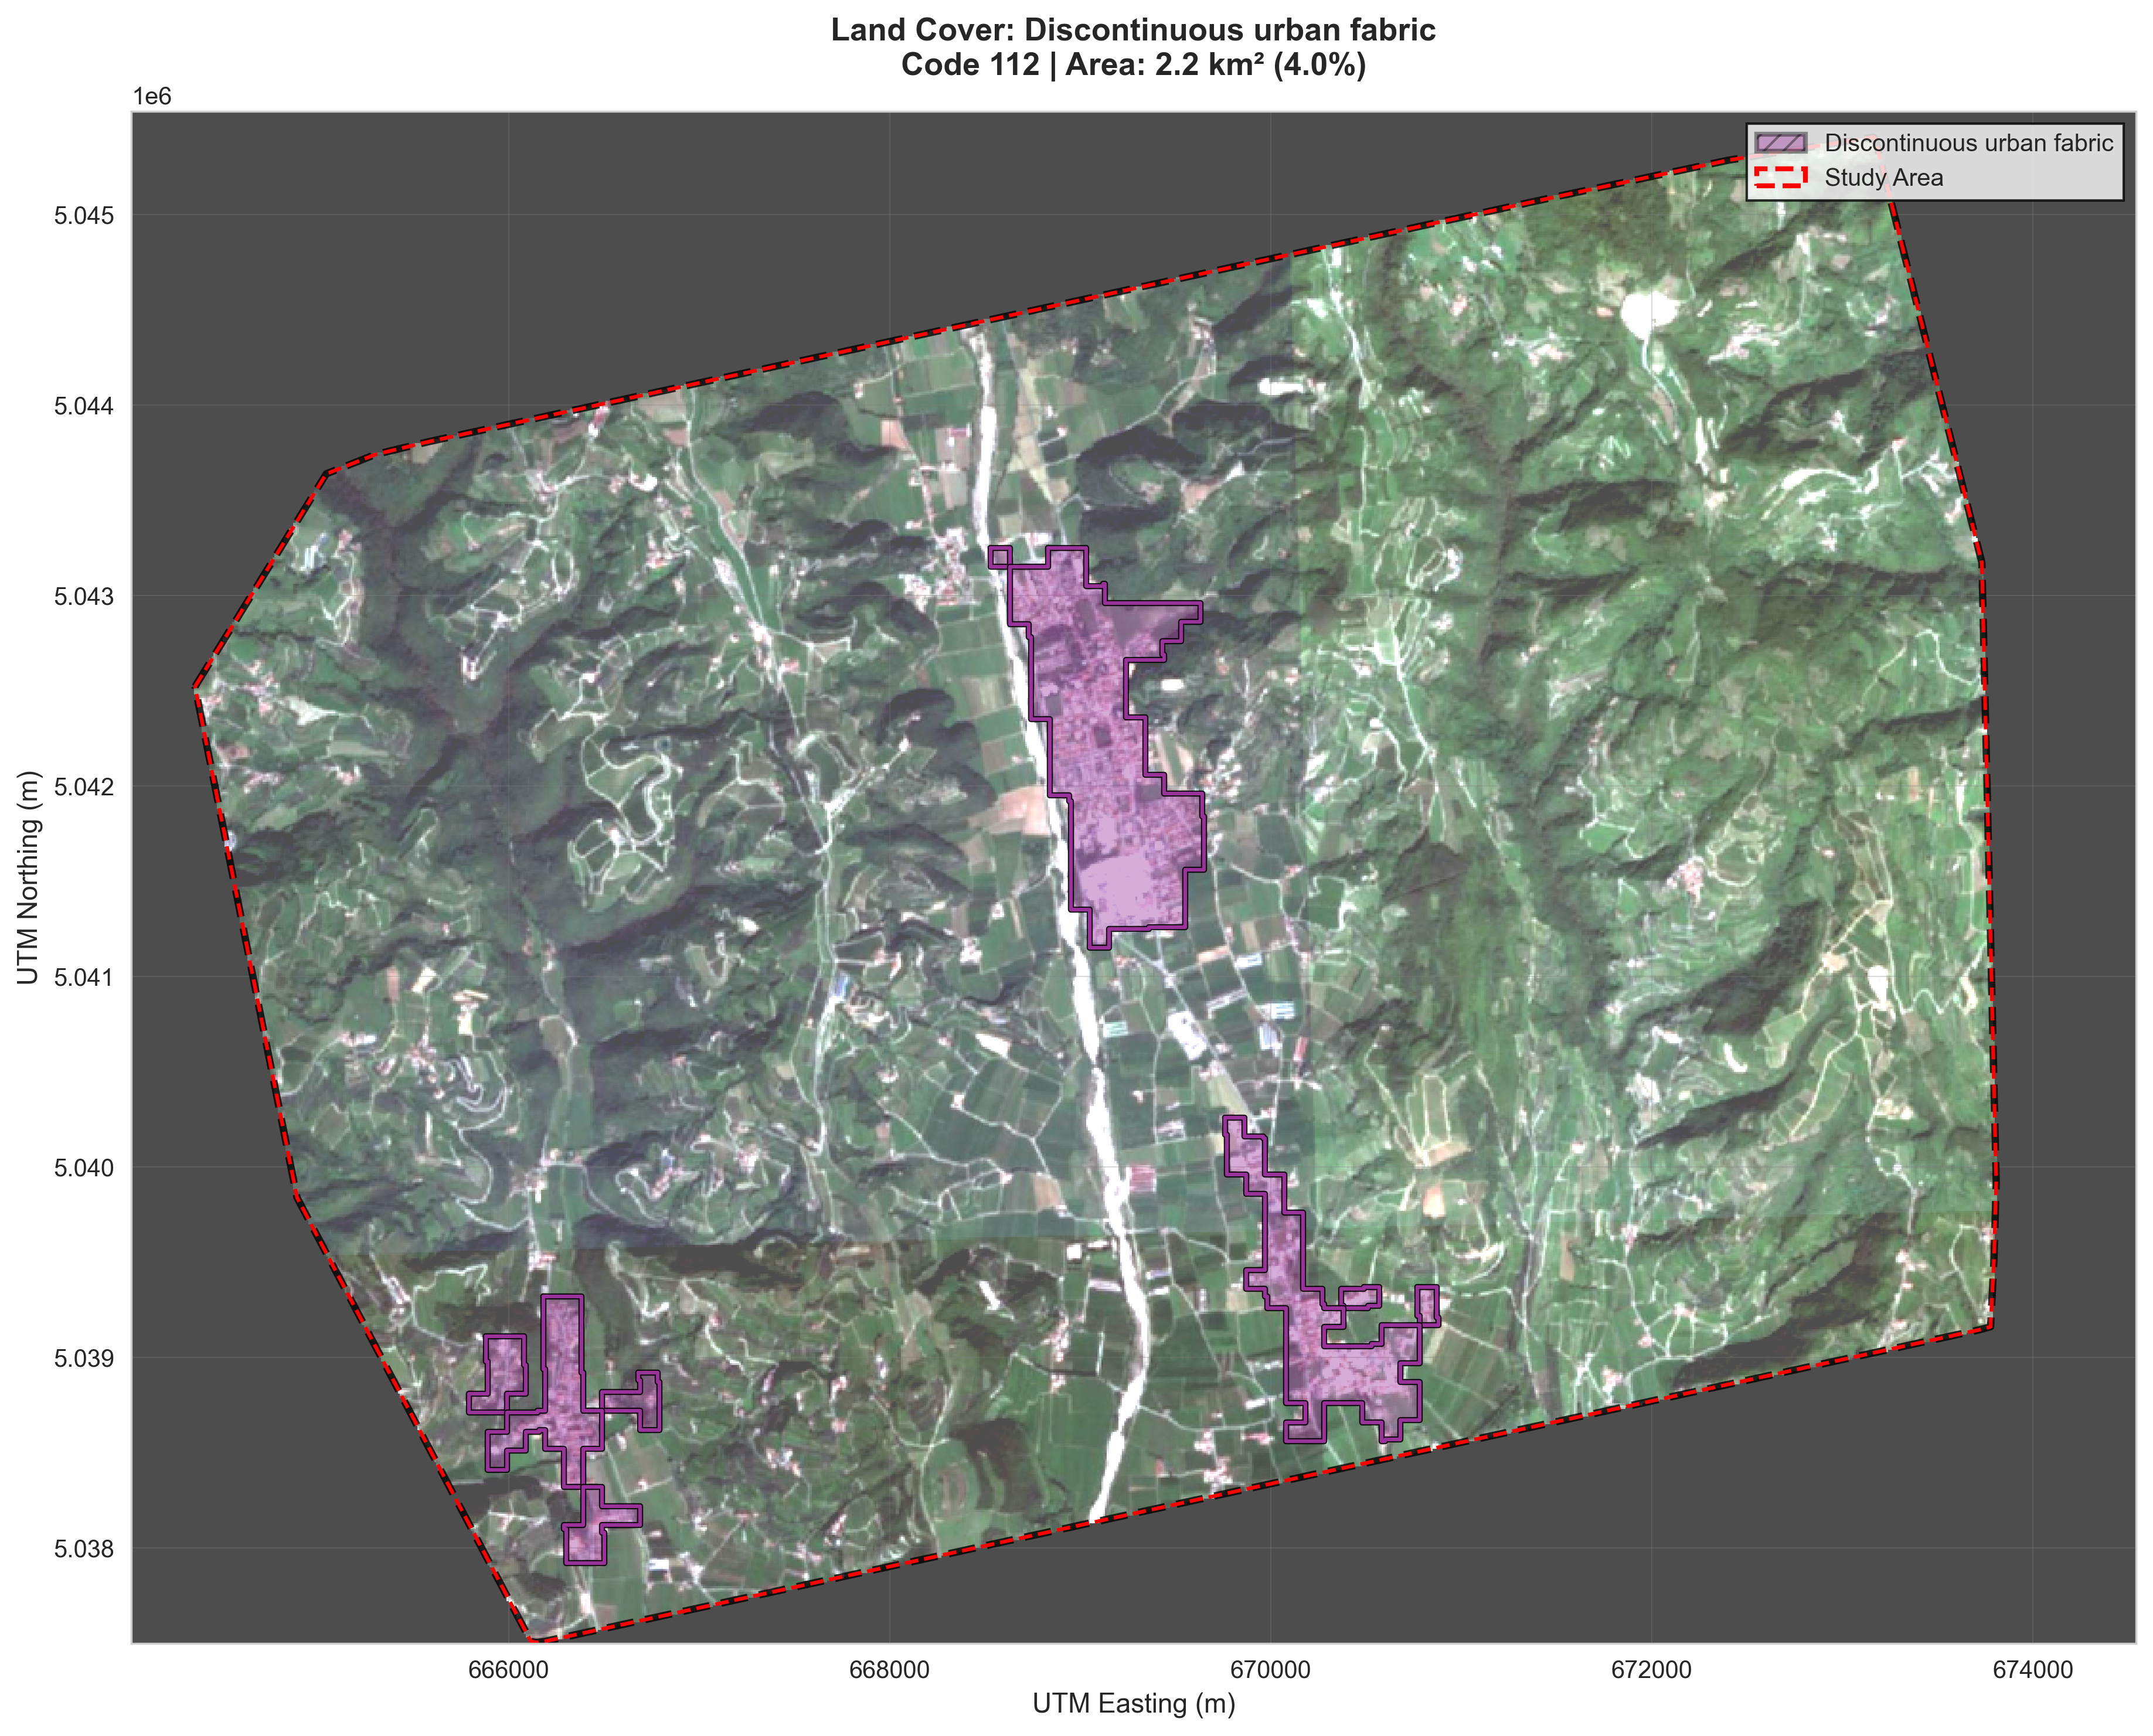 Land Cover: Discontinuous urban fabric
Code 112 | Area: 2.2 km² (4.0%)
1e6
Discontinuous urban fabric
Study Area
5.045
5.044
5.043
5.042
5.041
5.040
5.039
5.038
UTM Northing (m)
666000 668000 670000 672000 674000
UTM Easting (m)